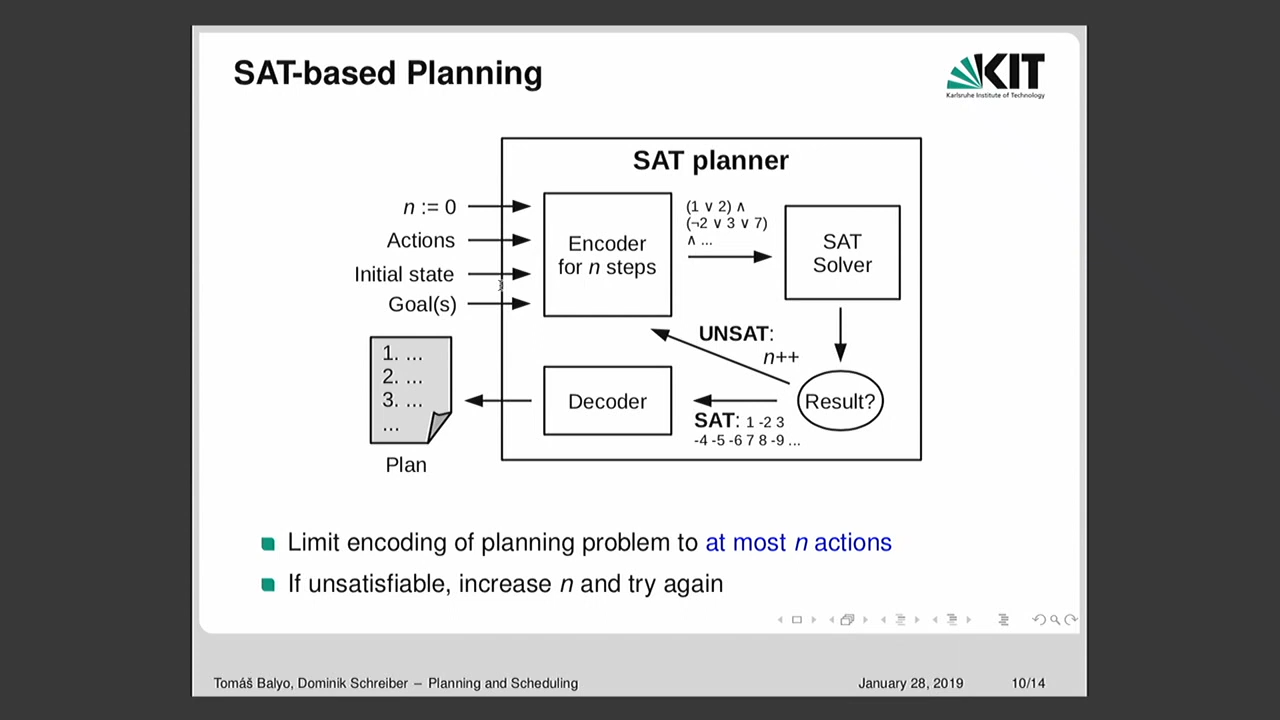 SAT-based Planning
KIT
Karlsruhe Institute of Technology
SAT planner
n := 0
Actions
Initial state
Goal(s)
Encoder
for n steps
(1 ∨ 2) ∧
(¬2 ∨ 3 ∨ 7)
∧ ...
SAT
Solver
UNSAT:
n++
Result?
SAT: 1 -2 3
-4 -5 -6 7 8 -9 ...
Decoder
1. ...
2. ...
3. ...
...
Plan
Limit encoding of planning problem to at most n actions
If unsatisfiable, increase n and try again
Tomáš Balyo, Dominik Schreiber – Planning and Scheduling
January 28, 2019
10/14